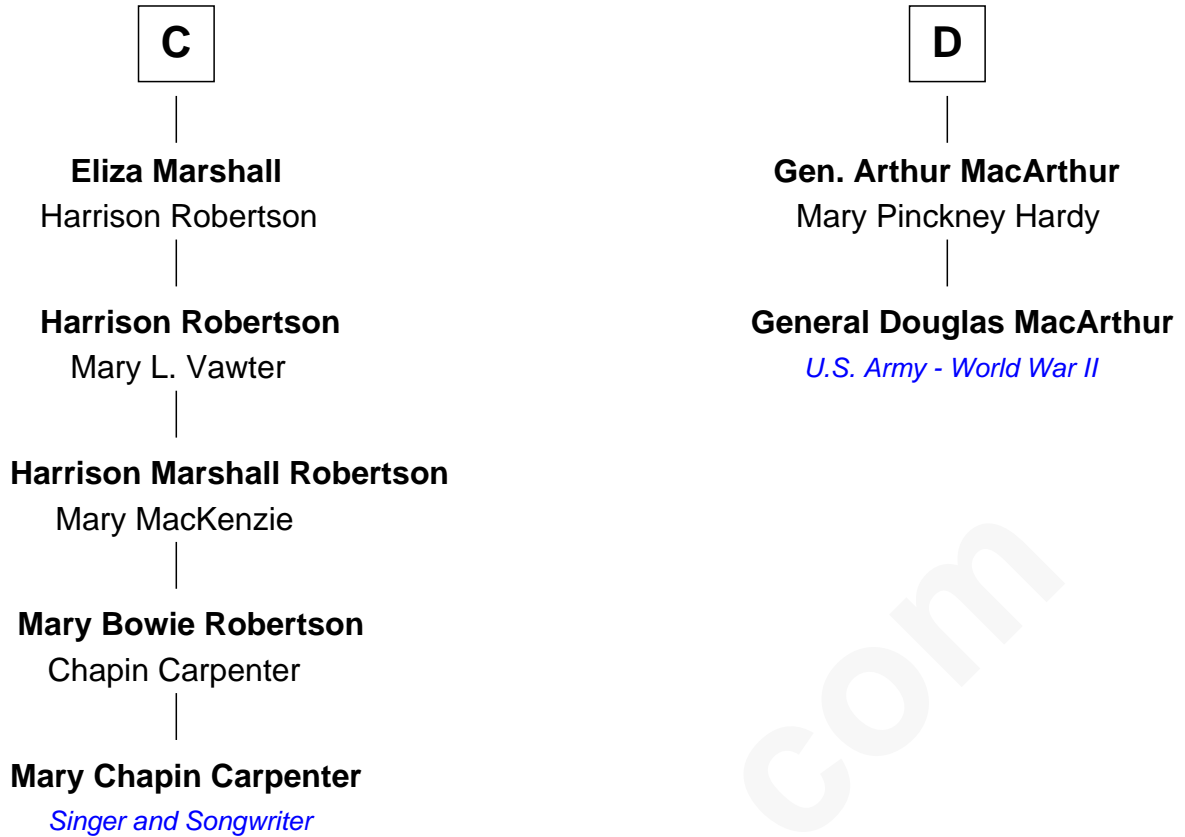 C
Eliza Marshall
Harrison Robertson
Harrison Robertson
Mary L. Vawter
Harrison Marshall Robertson
Mary MacKenzie
Mary Bowie Robertson
Chapin Carpenter
Mary Chapin Carpenter
Singer and Songwriter
D
Gen. Arthur MacArthur
Mary Pinckney Hardy
General Douglas MacArthur
U.S. Army - World War II
com